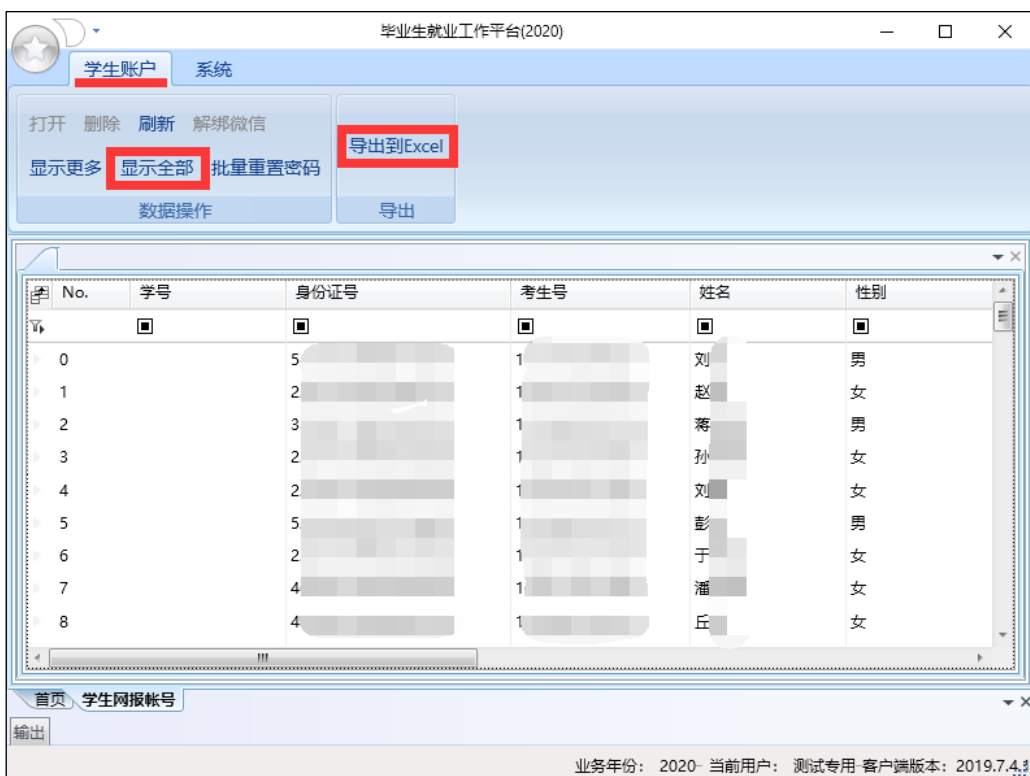 毕业生就业工作平台(2020)
学生账户 系统
打开 删除 刷新 解绑微信
导出到Excel
显示更多 显示全部 批量重置密码
数据操作 导出
No. 学号 身份证号 考生号 姓名 性别
0 5 1 刘 男
1 2 1 赵 女
2 3 1 蒋 男
3 2 1 孙 女
4 2 1 刘 女
5 5 1 彭 男
6 2 1 于 女
7 4 1 潘 女
8 4 1 丘 女
首页 学生网报帐号
输出
业务年份: 2020- 当前用户: 测试专用-客户端版本: 2019.7.4.